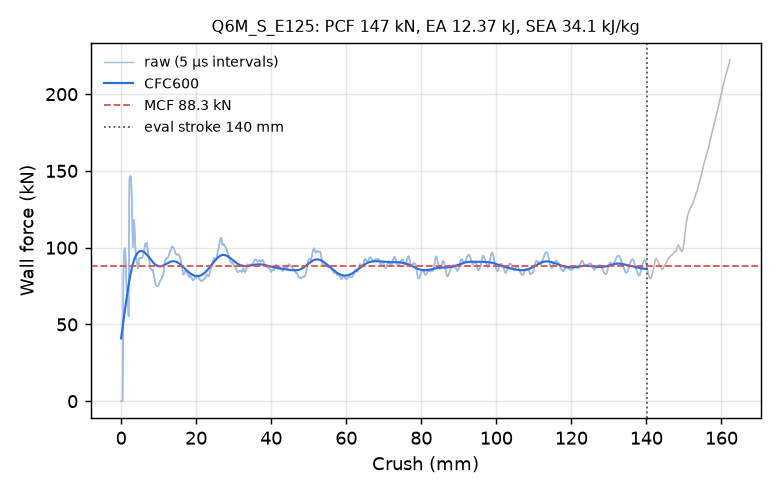 Q6M_S_E125: PCF 147 kN, EA 12.37 kJ, SEA 34.1 kJ/kg
raw (5 µs intervals)
CFC600
MCF 88.3 kN
eval stroke 140 mm
Wall force (kN)
200
150
100
50
0
0 20 40 60 80 100 120 140 160
Crush (mm)